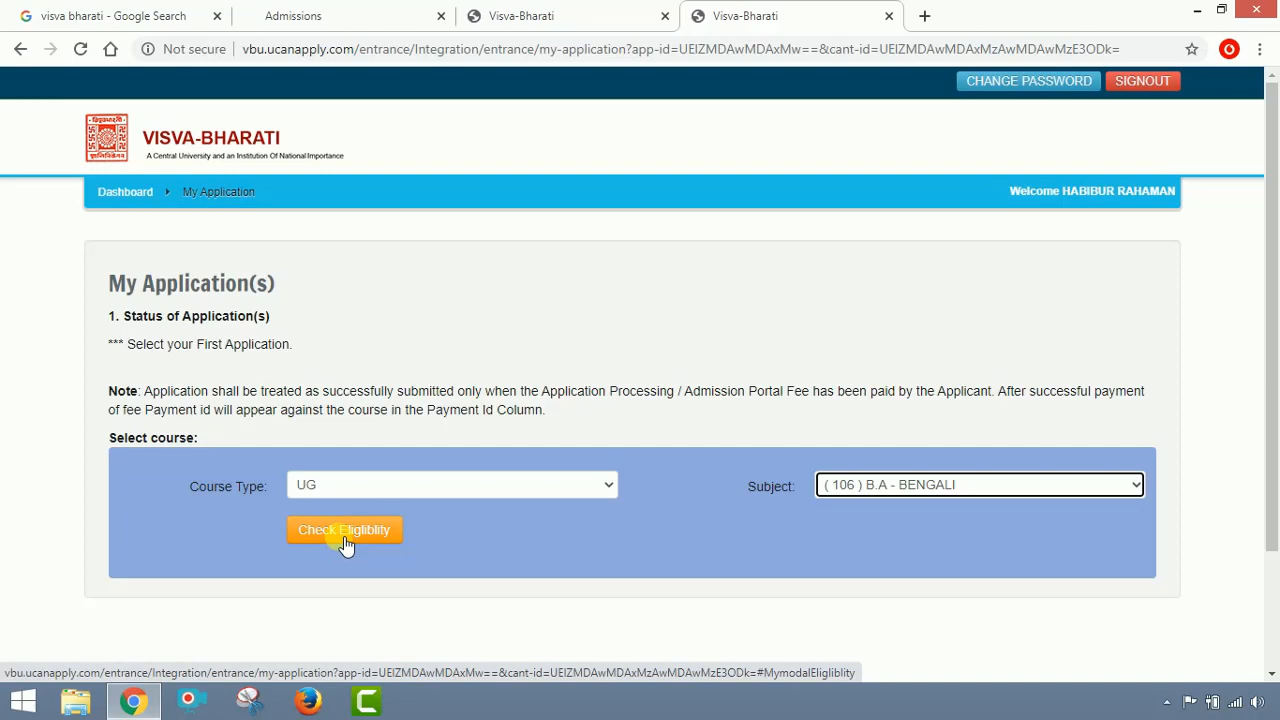 visva bharati - Google Search
Admissions
Visva-Bharati
Visva-Bharati
Not secure
vbu.ucanapply.com/entrance/Integration/entrance/my-application?app-id=UElZMDAwMDAxMw==&cant-id=UElZMDAwMDAxMzAwMDAwMzE3ODk=
CHANGE PASSWORD
SIGNOUT
VISVA-BHARATI
A Central University and an Institution Of National Importance
Dashboard
My Application
Welcome HABIBUR RAHAMAN
My Application(s)
1. Status of Application(s)
*** Select your First Application.
Note: Application shall be treated as successfully submitted only when the Application Processing / Admission Portal Fee has been paid by the Applicant. After successful payment
of fee Payment id will appear against the course in the Payment Id Column.
Select course:
Course Type:
UG
Subject:
( 106 ) B.A - BENGALI
Check Eligliblity
vbu.ucanapply.com/entrance/Integration/entrance/my-application?app-id=UElZMDAwMDAxMw==&cant-id=UElZMDAwMDAxMzAwMDAwMzE3ODk=#MymodalEligliblity